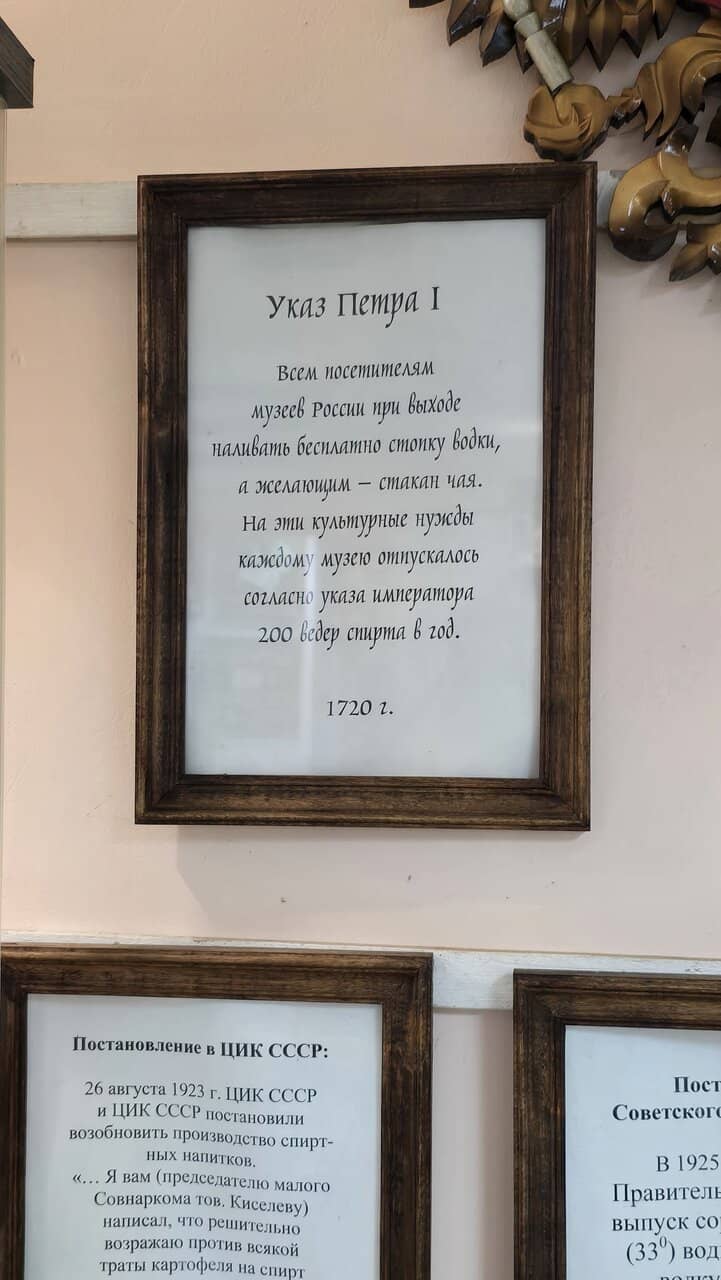 Указ Петра I
Всем посетителям
музеев России при выходе
наливать бесплатно стопку водки,
а желающим – стакан чая.
На эти культурные нужды
каждому музею отпускалось
согласно указа императора
200 ведер спирта в год.
1720 г.
Постановление в ЦИК СССР:
26 августа 1923 г. ЦИК СССР
и ЦИК СССР постановили
возобновить производство спирт-
ных напитков.
«... Я вам (председателю малого
Совнаркома тов. Киселеву)
написал, что решительно
возражаю против всякой
траты картофеля на спирт
Пост
Советского
В 1925
Правитель
выпуск со
(33⁰) вод